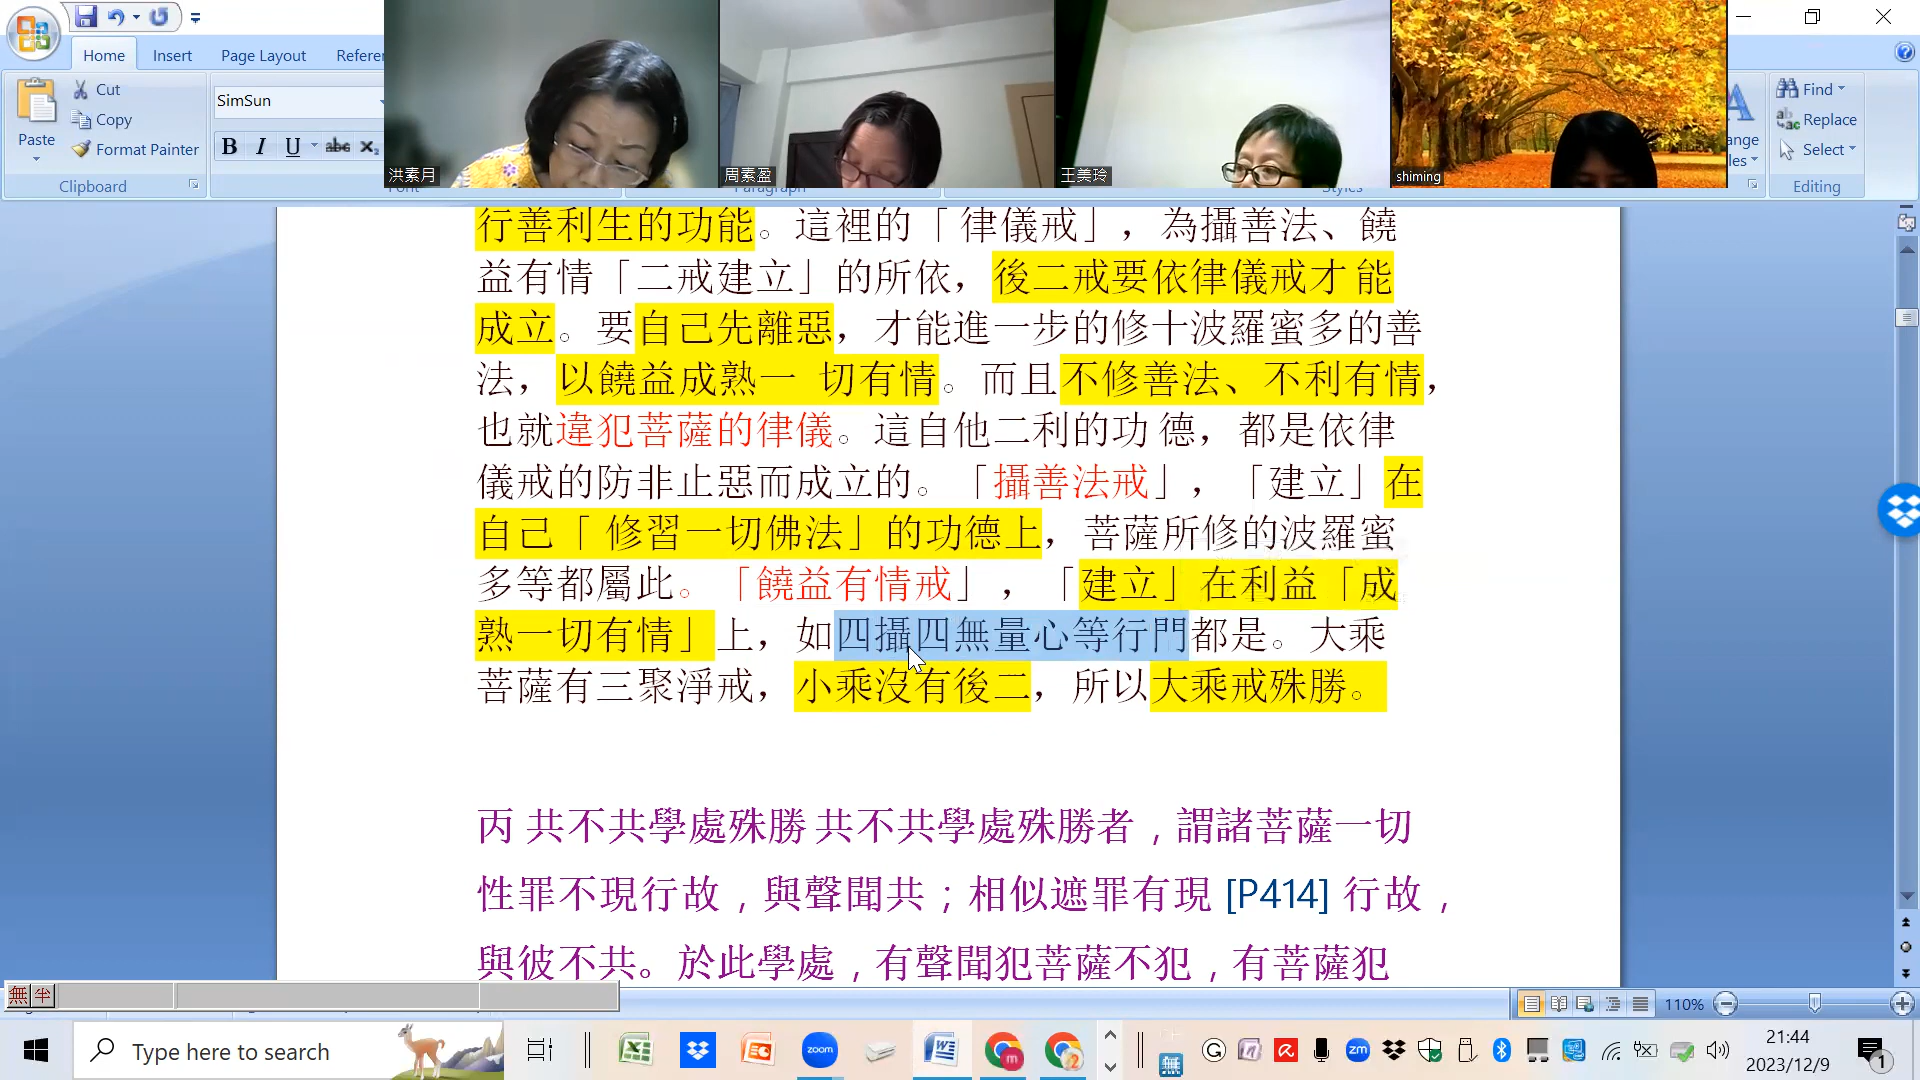 Home Insert Page Layout Refere
Cut
Copy
Format Painter
Paste
Clipboard
SimSun
B I U abc x₂
洪素月
周素盈
王美玲
shiming
Paragraph
Find
Replace
Select
Editing
行善利生的功能。這裡的「 律儀戒」，為攝善法、饒
益有情「二戒建立」的所依，後二戒要依律儀戒才 能
成立。要自己先離惡，才能進一步的修十波羅蜜多的善
法，以饒益成熟一 切有情。而且不修善法、不利有情，
也就違犯菩薩的律儀。這自他二利的功 德，都是依律
儀戒的防非止惡而成立的。「攝善法戒」，「建立」在
自己「 修習一切佛法」的功德上，菩薩所修的波羅蜜
多等都屬此。「饒益有情戒」 ，「建立」在利益「成
熟一切有情」上，如四攝四無量心等行門都是。大乘
菩薩有三聚淨戒，小乘沒有後二，所以大乘戒殊勝。
丙 共不共學處殊勝 共不共學處殊勝者，謂諸菩薩一切
性罪不現行故，與聲聞共；相似遮罪有現 [P414] 行故，
與彼不共。於此學處，有聲聞犯菩薩不犯，有菩薩犯
無 半
110%
Type here to search
zoom
21:44
2023/12/9